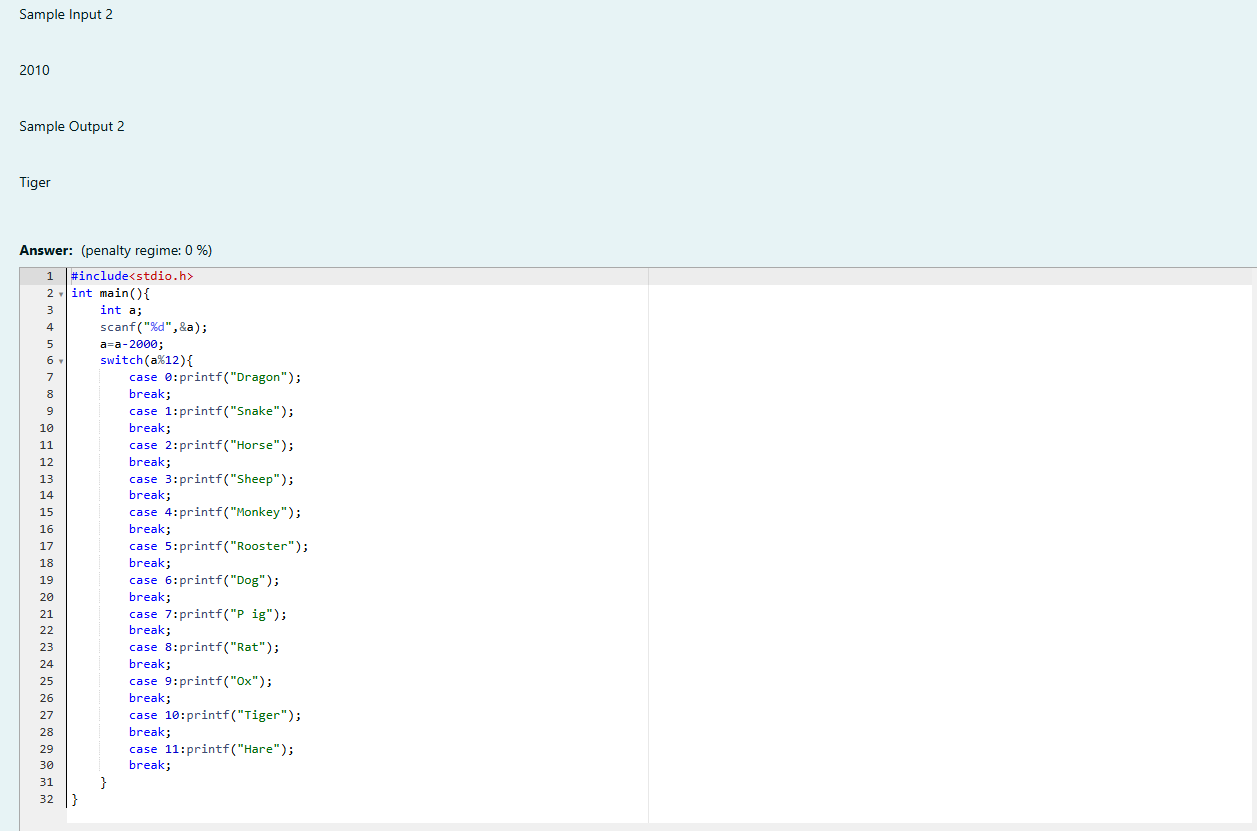 Sample Input 2
2010
Sample Output 2
Tiger
Answer: (penalty regime: 0 %)
1 #include<stdio.h>
2 int main(){
3 int a;
4 scanf("%d",&a);
5 a=a-2000;
6 switch(a%12){
7 case 0:printf("Dragon");
8 break;
9 case 1:printf("Snake");
10 break;
11 case 2:printf("Horse");
12 break;
13 case 3:printf("Sheep");
14 break;
15 case 4:printf("Monkey");
16 break;
17 case 5:printf("Rooster");
18 break;
19 case 6:printf("Dog");
20 break;
21 case 7:printf("P ig");
22 break;
23 case 8:printf("Rat");
24 break;
25 case 9:printf("Ox");
26 break;
27 case 10:printf("Tiger");
28 break;
29 case 11:printf("Hare");
30 break;
31 }
32 }